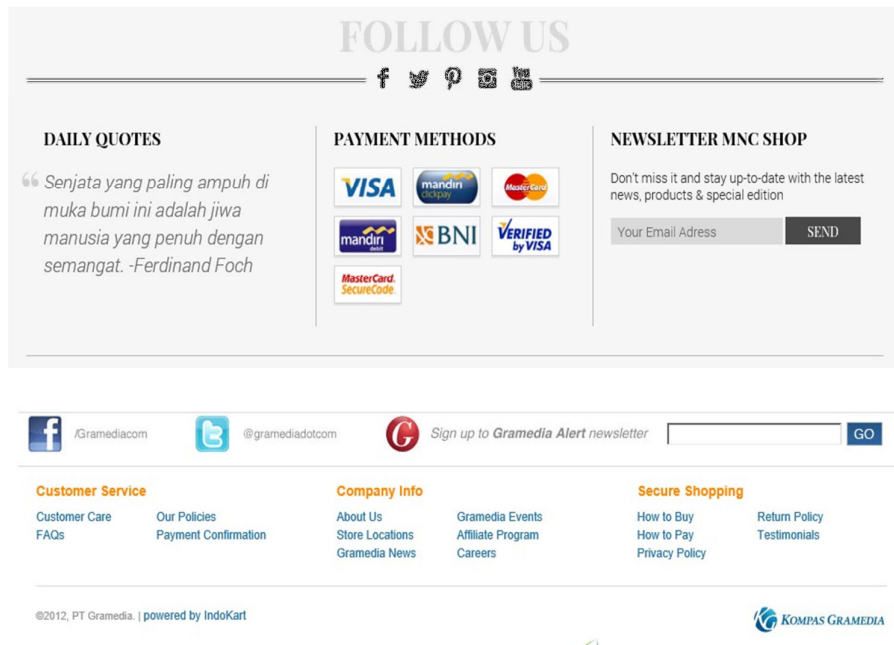 FOLLOW US
You Tube
DAILY QUOTES
Senjata yang paling ampuh di
muka bumi ini adalah jiwa
manusia yang penuh dengan
semangat. -Ferdinand Foch
PAYMENT METHODS
VISA mandiri clickpay MasterCard
mandiri debit BNI VERIFIED by VISA
MasterCard. SecureCode.
NEWSLETTER MNC SHOP
Don't miss it and stay up-to-date with the latest
news, products & special edition
Your Email Adress SEND
/Gramediacom @gramediadotcom Sign up to Gramedia Alert newsletter GO
Customer Service
Customer Care Our Policies
FAQs Payment Confirmation
Company Info
About Us Gramedia Events
Store Locations Affiliate Program
Gramedia News Careers
Secure Shopping
How to Buy Return Policy
How to Pay Testimonials
Privacy Policy
©2012, PT Gramedia. | powered by IndoKart
KOMPAS GRAMEDIA